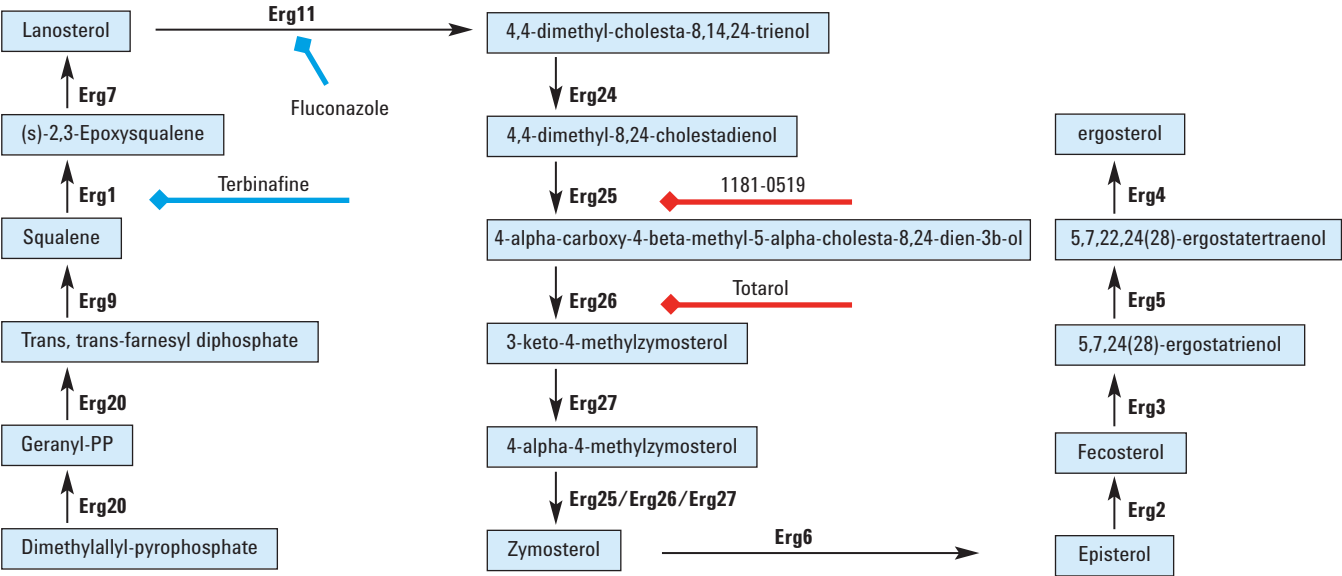 Lanosterol
Erg11
Fluconazole
Erg7
(s)-2,3-Epoxysqualene
Erg1
Terbinafine
Squalene
Erg9
Trans, trans-farnesyl diphosphate
Erg20
Geranyl-PP
Erg20
Dimethylallyl-pyrophosphate
4,4-dimethyl-cholesta-8,14,24-trienol
Erg24
4,4-dimethyl-8,24-cholestadienol
Erg25
1181-0519
4-alpha-carboxy-4-beta-methyl-5-alpha-cholesta-8,24-dien-3b-ol
Erg26
Totarol
3-keto-4-methylzymosterol
Erg27
4-alpha-4-methylzymosterol
Erg25/Erg26/Erg27
Zymosterol
Erg6
ergosterol
Erg4
5,7,22,24(28)-ergostatertraenol
Erg5
5,7,24(28)-ergostatrienol
Erg3
Fecosterol
Erg2
Episterol